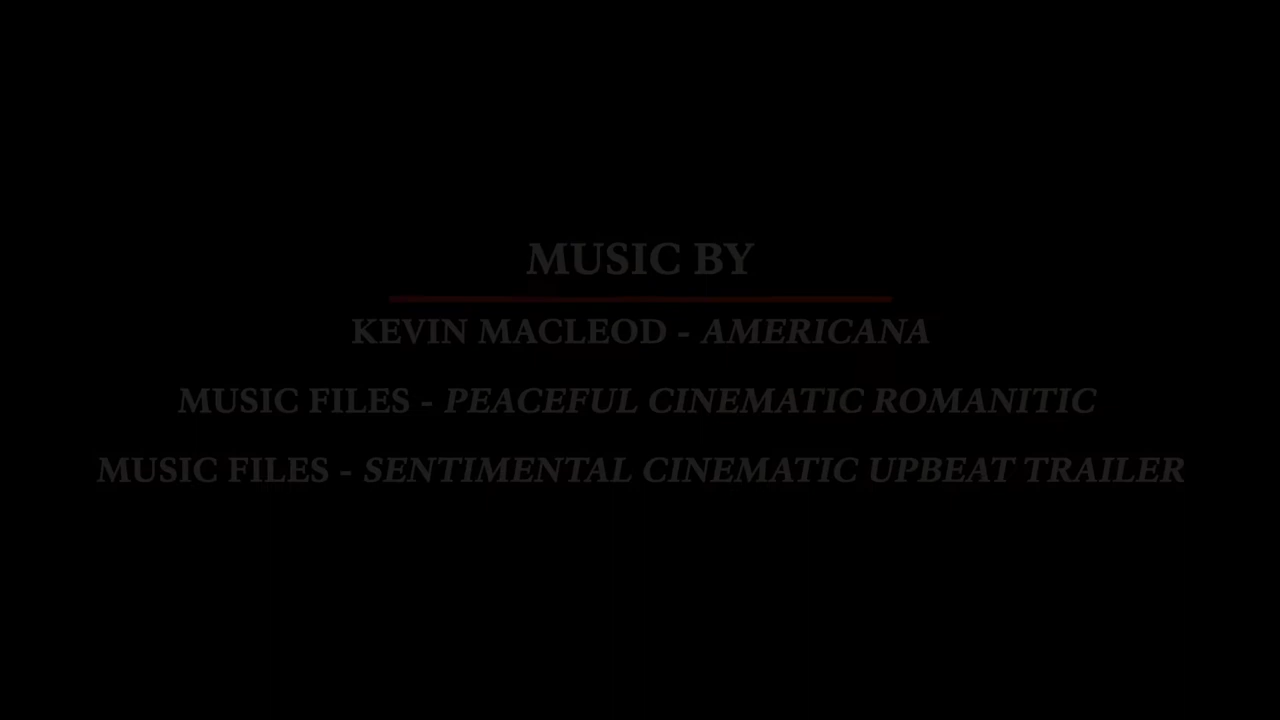 MUSIC BY
KEVIN MACLEOD - AMERICANA
MUSIC FILES - PEACEFUL CINEMATIC ROMANITIC
MUSIC FILES - SENTIMENTAL CINEMATIC UPBEAT TRAILER